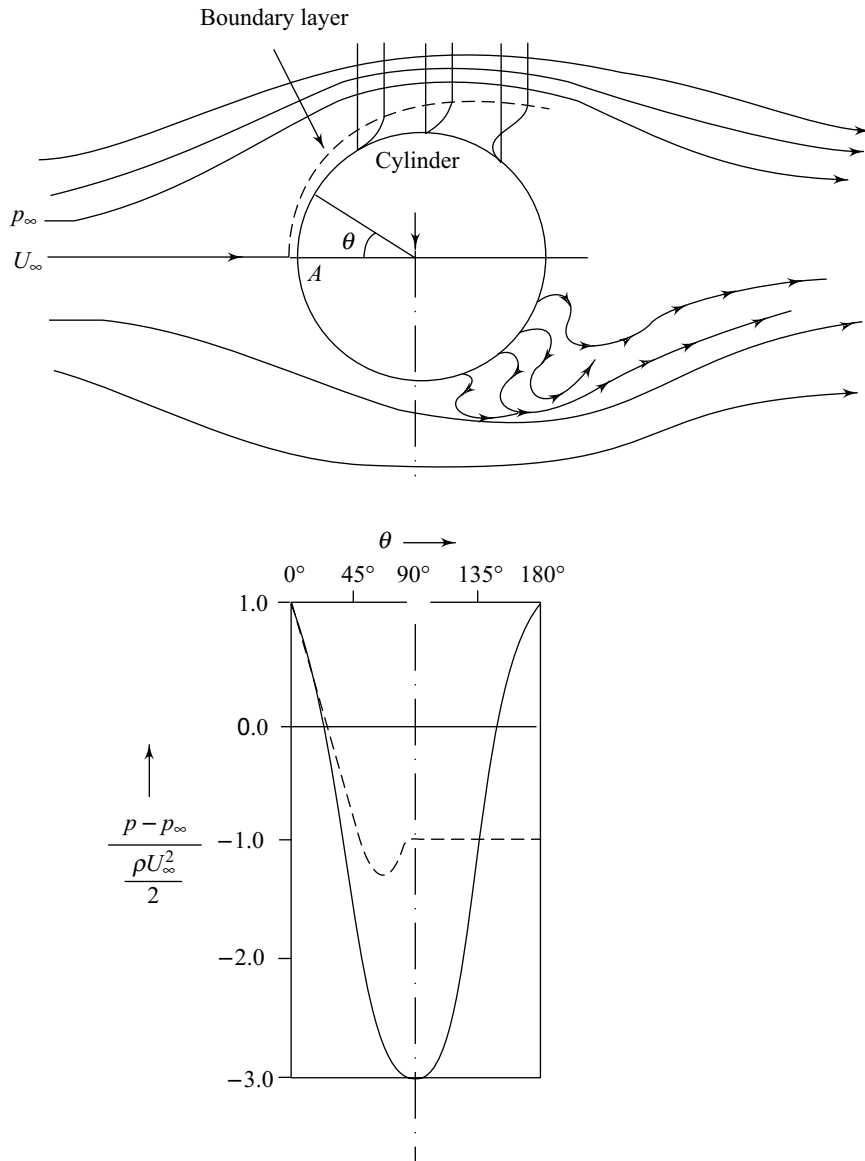 Boundary layer
Cylinder
p∞
θ
U∞
A
θ
0° 45° 90° 135° 180°
1.0
0.0
−1.0
p − p∞
ρU∞²
2
−2.0
−3.0